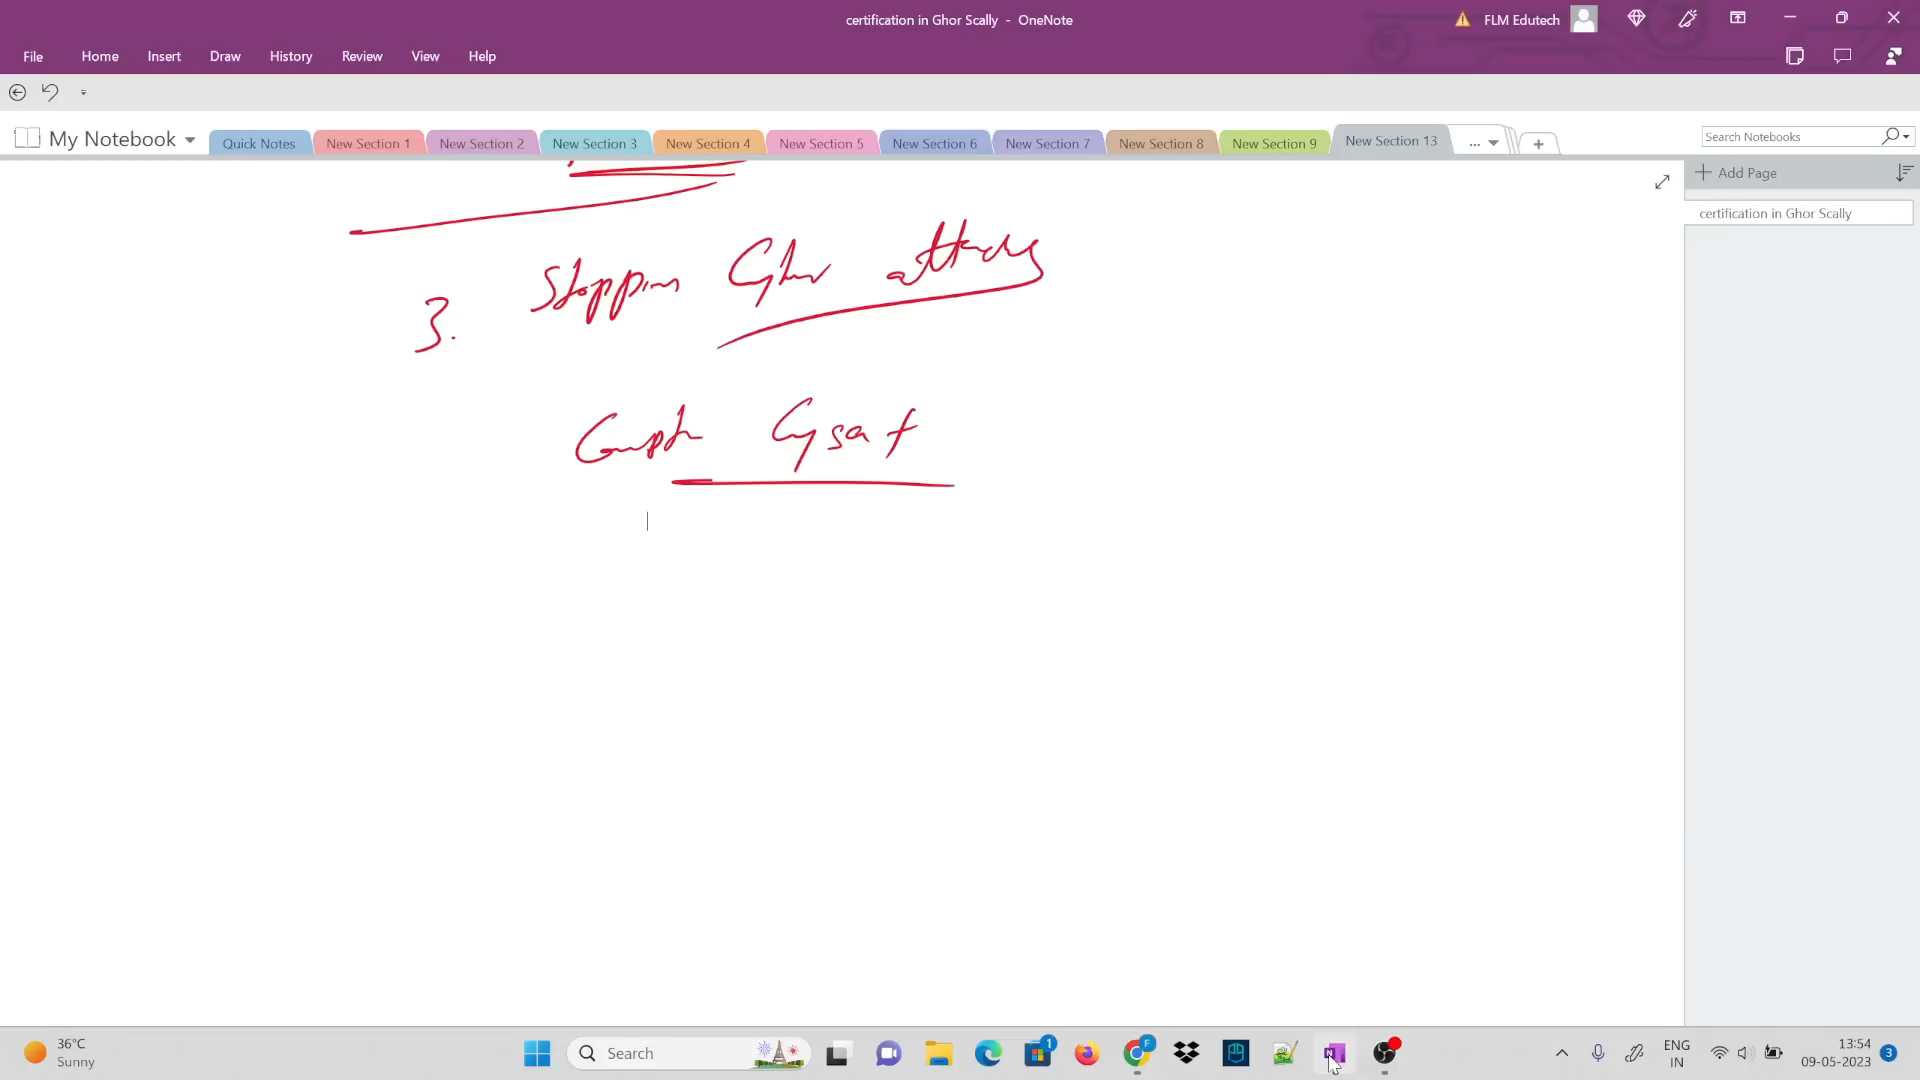 certification in Ghor Scally - OneNote
FLM Edutech
File Home Insert Draw History Review View Help
My Notebook
Quick Notes
New Section 1
New Section 2
New Section 3
New Section 4
New Section 5
New Section 6
New Section 7
New Section 8
New Section 9
New Section 13
...
Search Notebooks
Add Page
certification in Ghor Scally
3.
36°C
Sunny
Search
1
F
ENG
IN
13:54
09-05-2023
3